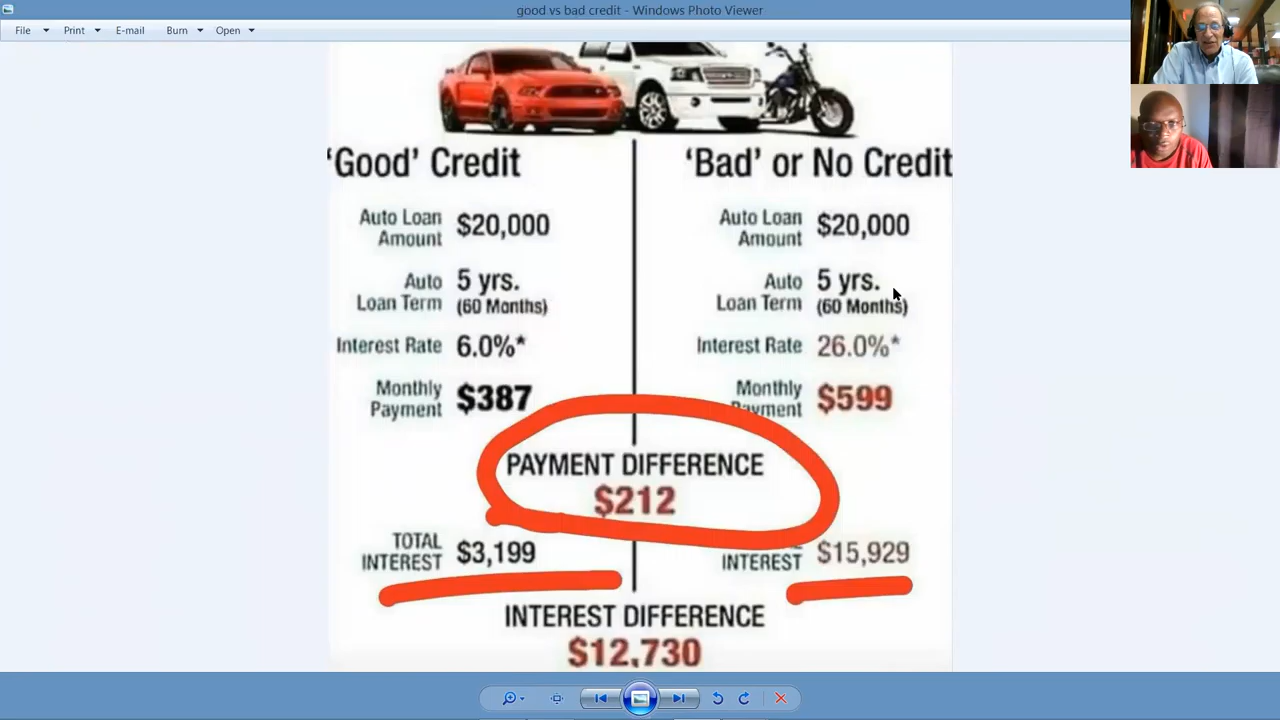 good vs bad credit - Windows Photo Viewer
File Print E-mail Burn Open
'Good' Credit
Auto Loan Amount $20,000
Auto Loan Term 5 yrs. (60 Months)
Interest Rate 6.0%*
Monthly Payment $387
'Bad' or No Credit
Auto Loan Amount $20,000
Auto Loan Term 5 yrs. (60 Months)
Interest Rate 26.0%*
Monthly Payment $599
PAYMENT DIFFERENCE
$212
TOTAL INTEREST $3,199
INTEREST $15,929
INTEREST DIFFERENCE
$12,730